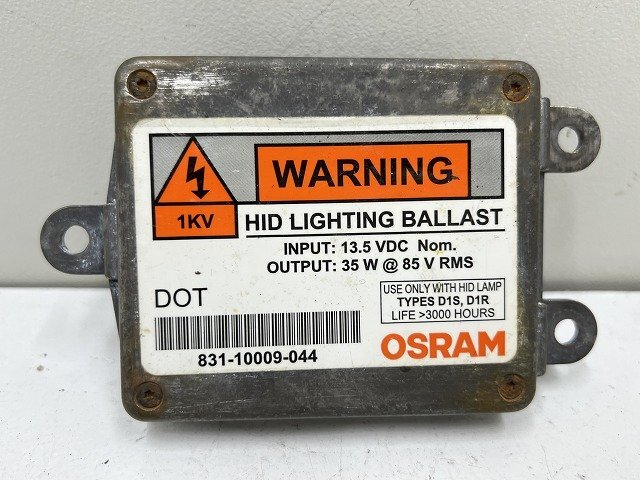 WARNING
1KV
HID LIGHTING BALLAST
INPUT: 13.5 VDC Nom.
OUTPUT: 35 W @ 85 V RMS
DOT
USE ONLY WITH HID LAMP
TYPES D1S, D1R
LIFE >3000 HOURS
831-10009-044
OSRAM